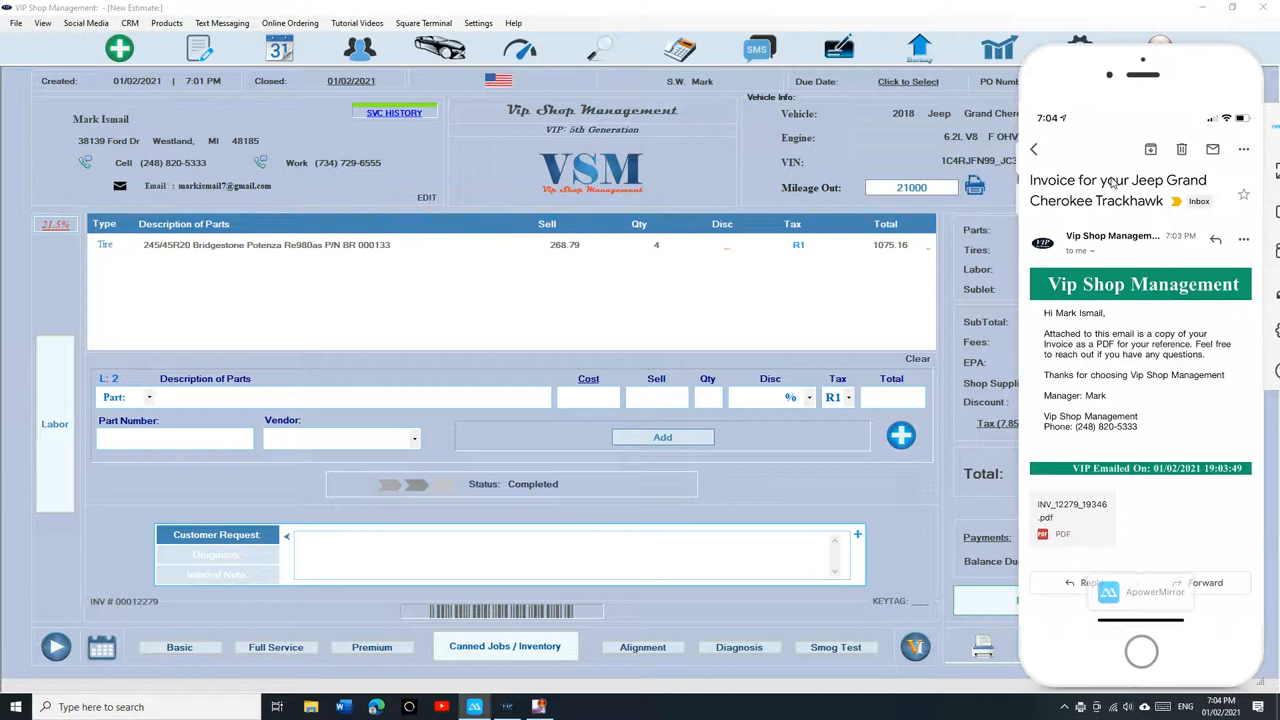 VIP Shop Management: - [New Estimate:]
File View Social Media CRM Products Text Messaging Online Ordering Tutorial Videos Square Terminal Settings Help
31
SMS
Backup
Created: 01/02/2021 | 7:01 PM Closed: 01/02/2021
S.W. Mark Due Date: Click to Select PO Numb
Mark Ismail
38139 Ford Dr Westland, MI 48185
Cell (248) 820-5333 Work (734) 729-6555
Email : markismail7@gmail.com
EDIT
SVC HISTORY
Vip Shop Management
VIP: 5th Generation
VSM
Vip Shop Management
Vehicle Info:
Vehicle: 2018 Jeep Grand Chero
Engine: 6.2L V8 F OHV
VIN: 1C4RJFN99_JC3
Mileage Out: 21000
21.5%
Type Description of Parts Sell Qty Disc Tax Total
Tire 245/45R20 Bridgestone Potenza Re980as P/N BR 000133 268.79 4 _ R1 1075.16 _
Clear
L: 2 Description of Parts Cost Sell Qty Disc Tax Total
Part: % R1
Part Number: Vendor:
Add
Labor
Status: Completed
Customer Request:
Diagnosis:
Internal Note:
INV # 00012279
KEYTAG: ___
Basic Full Service Premium Canned Jobs / Inventory Alignment Diagnosis Smog Test
Parts:
Tires:
Labor:
Sublet:
SubTotal:
Fees:
EPA:
Shop Suppli
Discount :
Tax (7.85
Total:
Payments:
Balance Du
7:04
Invoice for your Jeep Grand
Cherokee Trackhawk Inbox
VIP
Vip Shop Managem... 7:03 PM
to me
Vip Shop Management
Hi Mark Ismail,
Attached to this email is a copy of your
Invoice as a PDF for your reference. Feel free
to reach out if you have any questions.
Thanks for choosing Vip Shop Management
Manager: Mark
Vip Shop Management
Phone: (248) 820-5333
VIP Emailed On: 01/02/2021 19:03:49
INV_12279_19346
.pdf
PDF
Forward
ApowerMirror
Type here to search
ENG
7:04 PM
01/02/2021